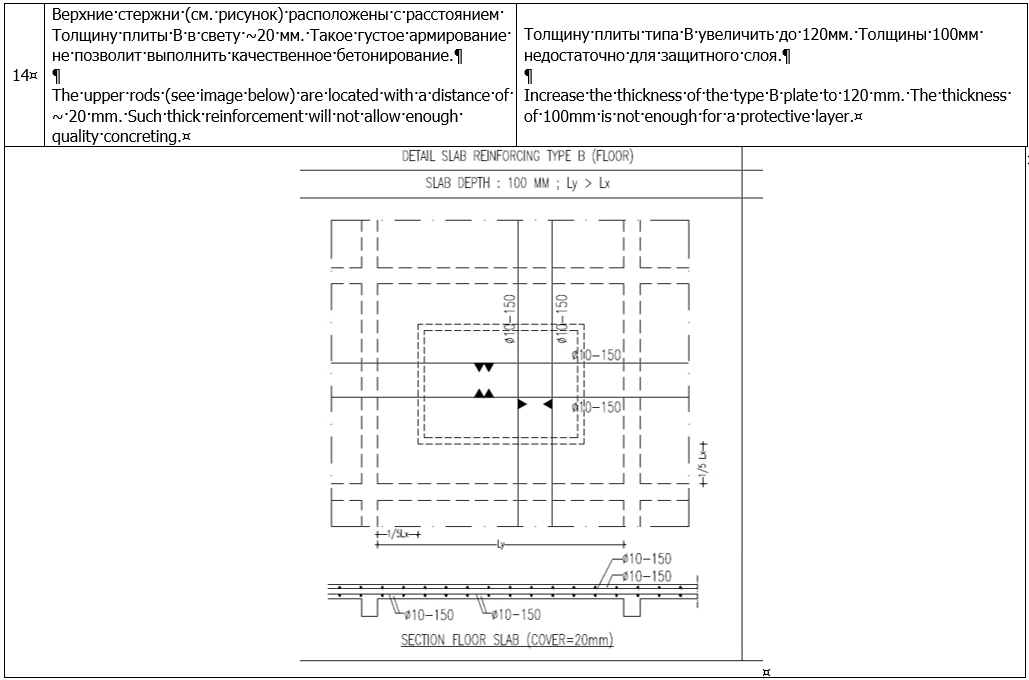 14¤
Верхние стержни (см. рисунок) расположены с расстоянием
Толщину плиты В в свету ~20 мм. Такое густое армирование
не позволит выполнить качественное бетонирование.¶
¶
The upper rods (see image below) are located with a distance of
~ 20 mm. Such thick reinforcement will not allow enough
quality concreting.¤
Толщину плиты типа В увеличить до 120мм. Толщины 100мм
недостаточно для защитного слоя.¶
¶
Increase the thickness of the type B plate to 120 mm. The thickness
of 100mm is not enough for a protective layer.¤
DETAIL SLAB REINFORCING TYPE B (FLOOR)
SLAB DEPTH : 100 MM ; Ly > Lx
ø10-150
ø10-150
ø10-150
ø10-150
1/5 Lx
1/5Lx
Ly
ø10-150
ø10-150
ø10-150
ø10-150
SECTION FLOOR SLAB (COVER=20mm)
¤